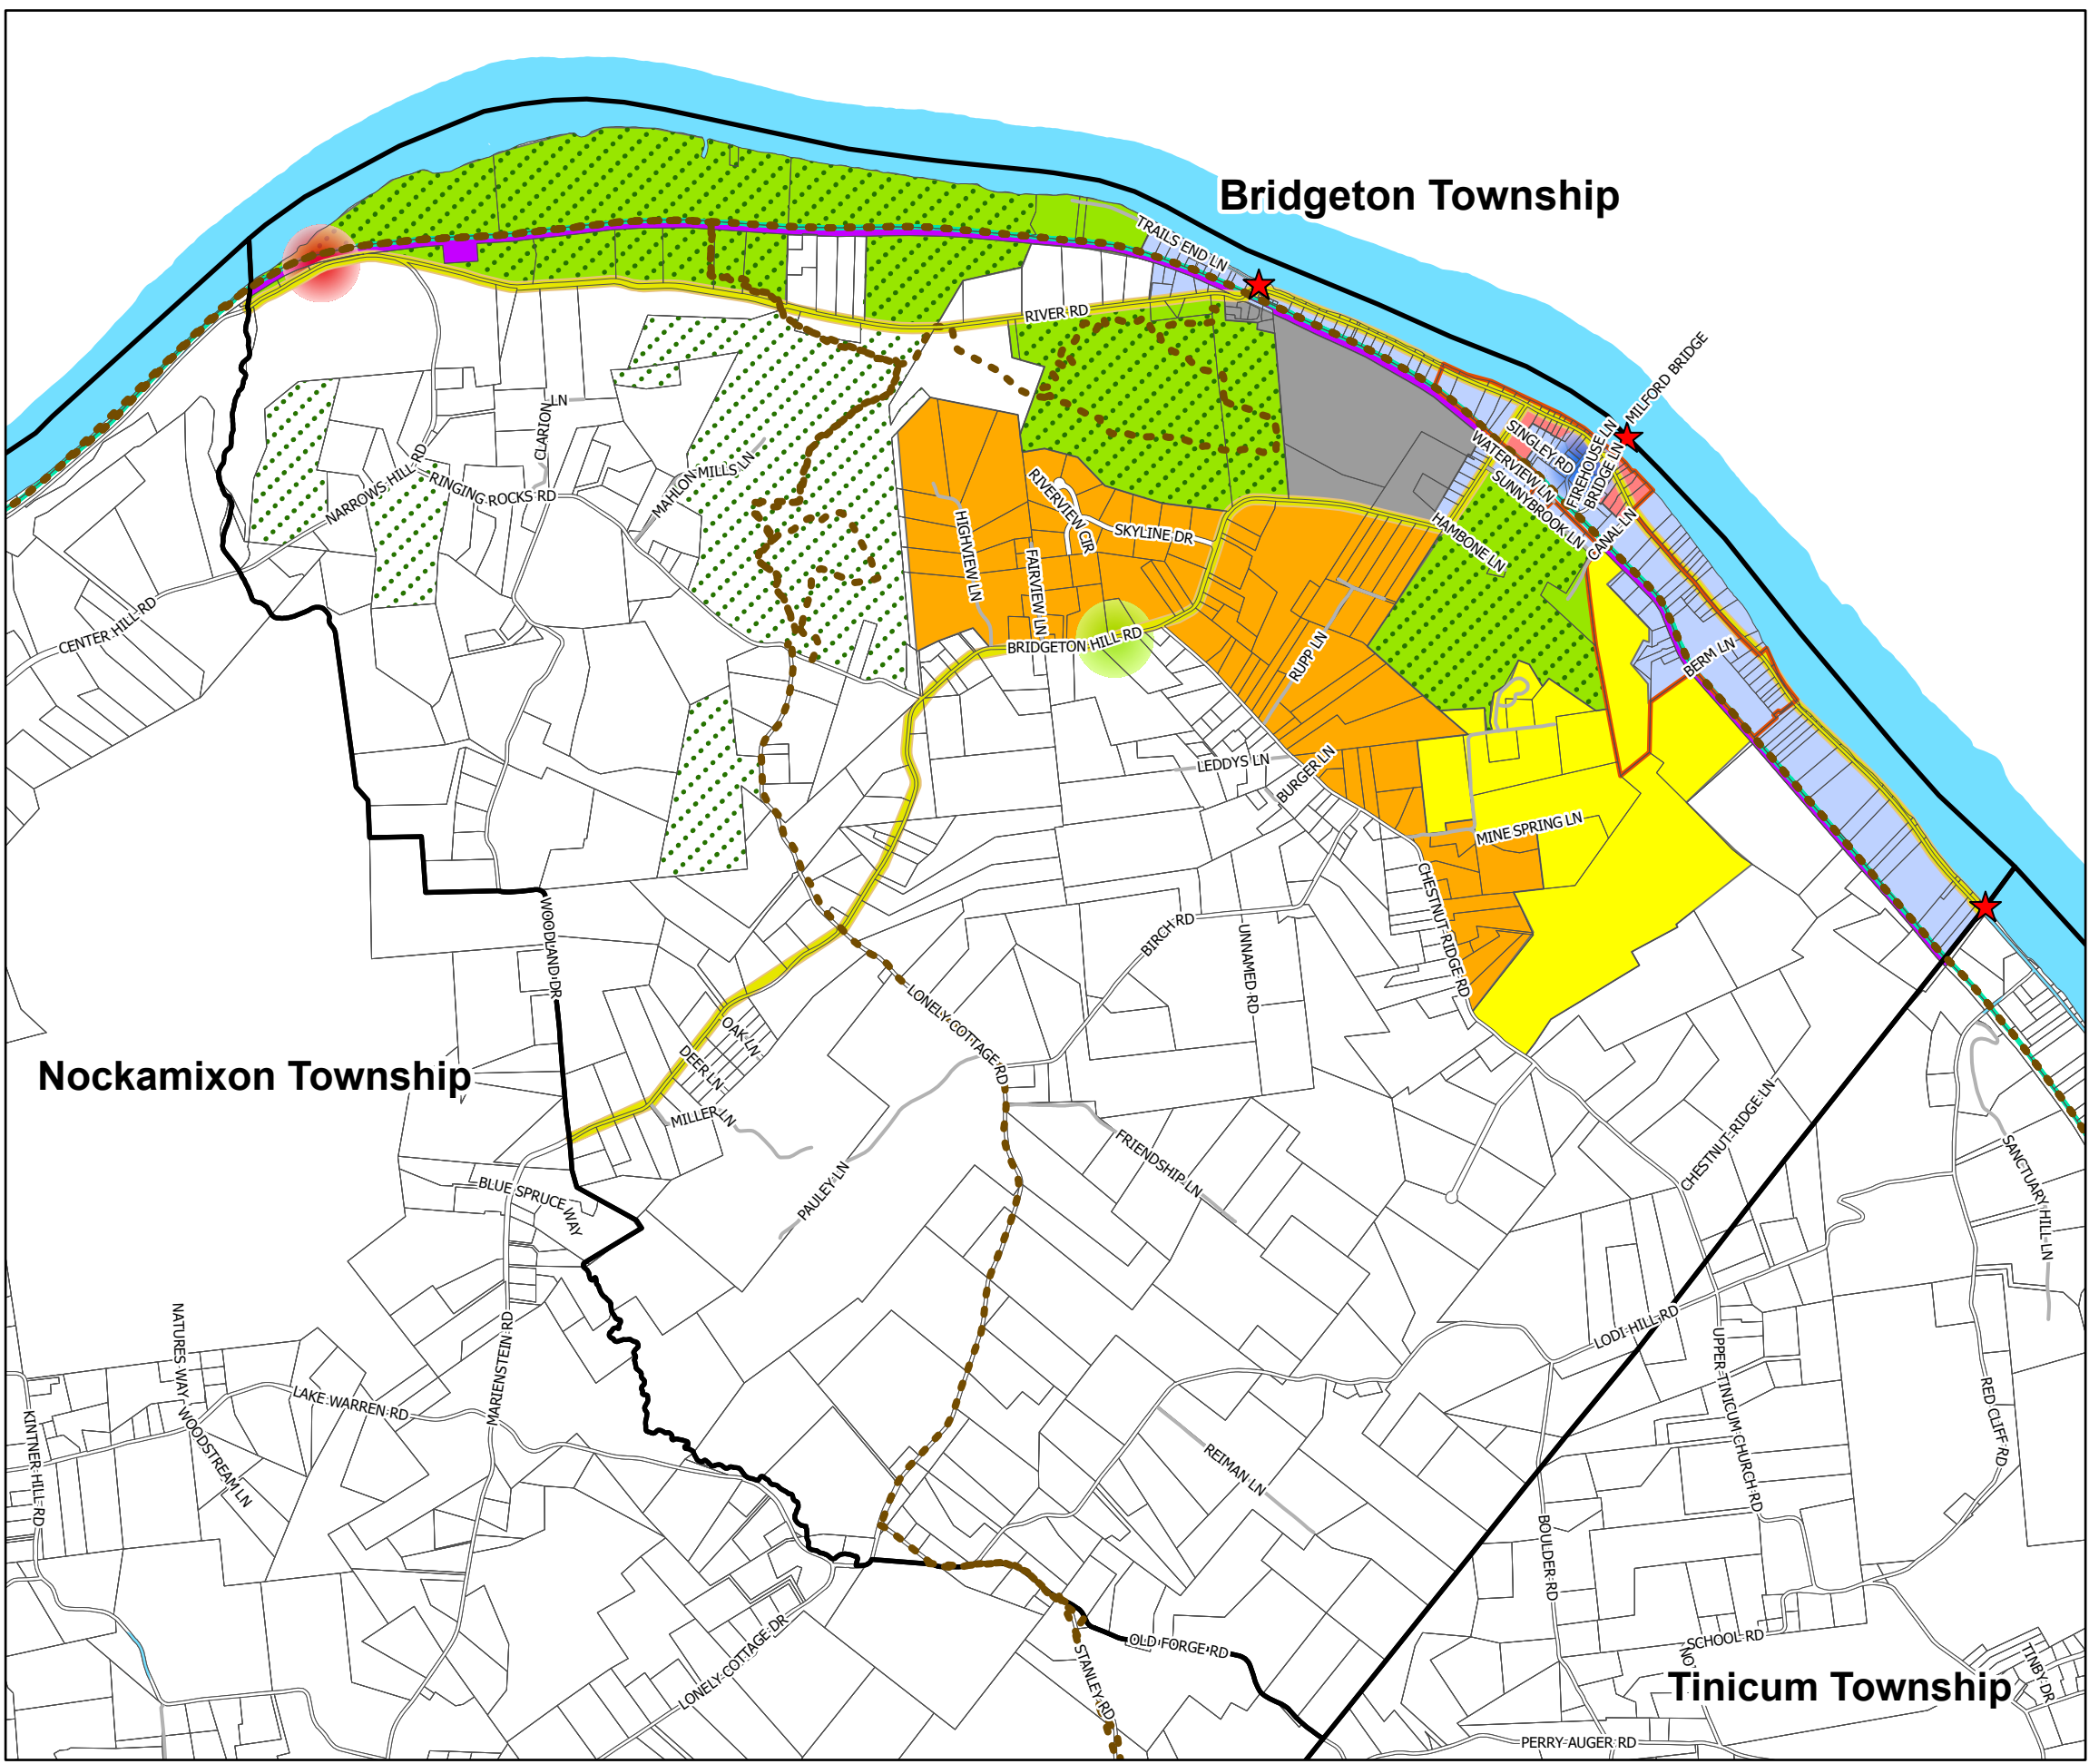 Bridgeton Township
TRAILS END LN
RIVER RD
MILFORD BRIDGE
SINGLEY RD
FIREHOUSE LN
BRIDGE LN
WATERVIEW LN
SUNNYBROOK LN
CANAL LN
HAMBONE LN
CLARION LN
NARROWS HILL RD
RINGING ROCKS RD
MAHLON MILLS LN
HIGHVIEW LN
FAIRVIEW LN
RIVERVIEW CIR
SKYLINE DR
BRIDGETON HILL RD
RUPP LN
BERM LN
CENTER HILL RD
LEDDYS LN
BURGER LN
MINE SPRING LN
CHESTNUT RIDGE RD
BIRCH RD
UNNAMED RD
WOODLAND DR
LONELY COTTAGE RD
OAK LN
DEER LN
MILLER LN
Nockamixon Township
PAULEY LN
FRIENDSHIP LN
CHESTNUT RIDGE LN
SANCTUARY HILL LN
BLUE SPRUCE WAY
NATURES WAY
WOODSTREAM LN
LAKE WARREN RD
MARIENSTEIN RD
KINTNER HILL RD
LODI HILL RD
UPPER TINICUM CHURCH RD
RED CLIFF RD
REIMAN LN
BOULDER RD
LONELY COTTAGE DR
STANLEY RD
OLD FORGE RD
SCHOOL RD
NO
Tinicum Township
TINBY DR
PERRY AUGER RD